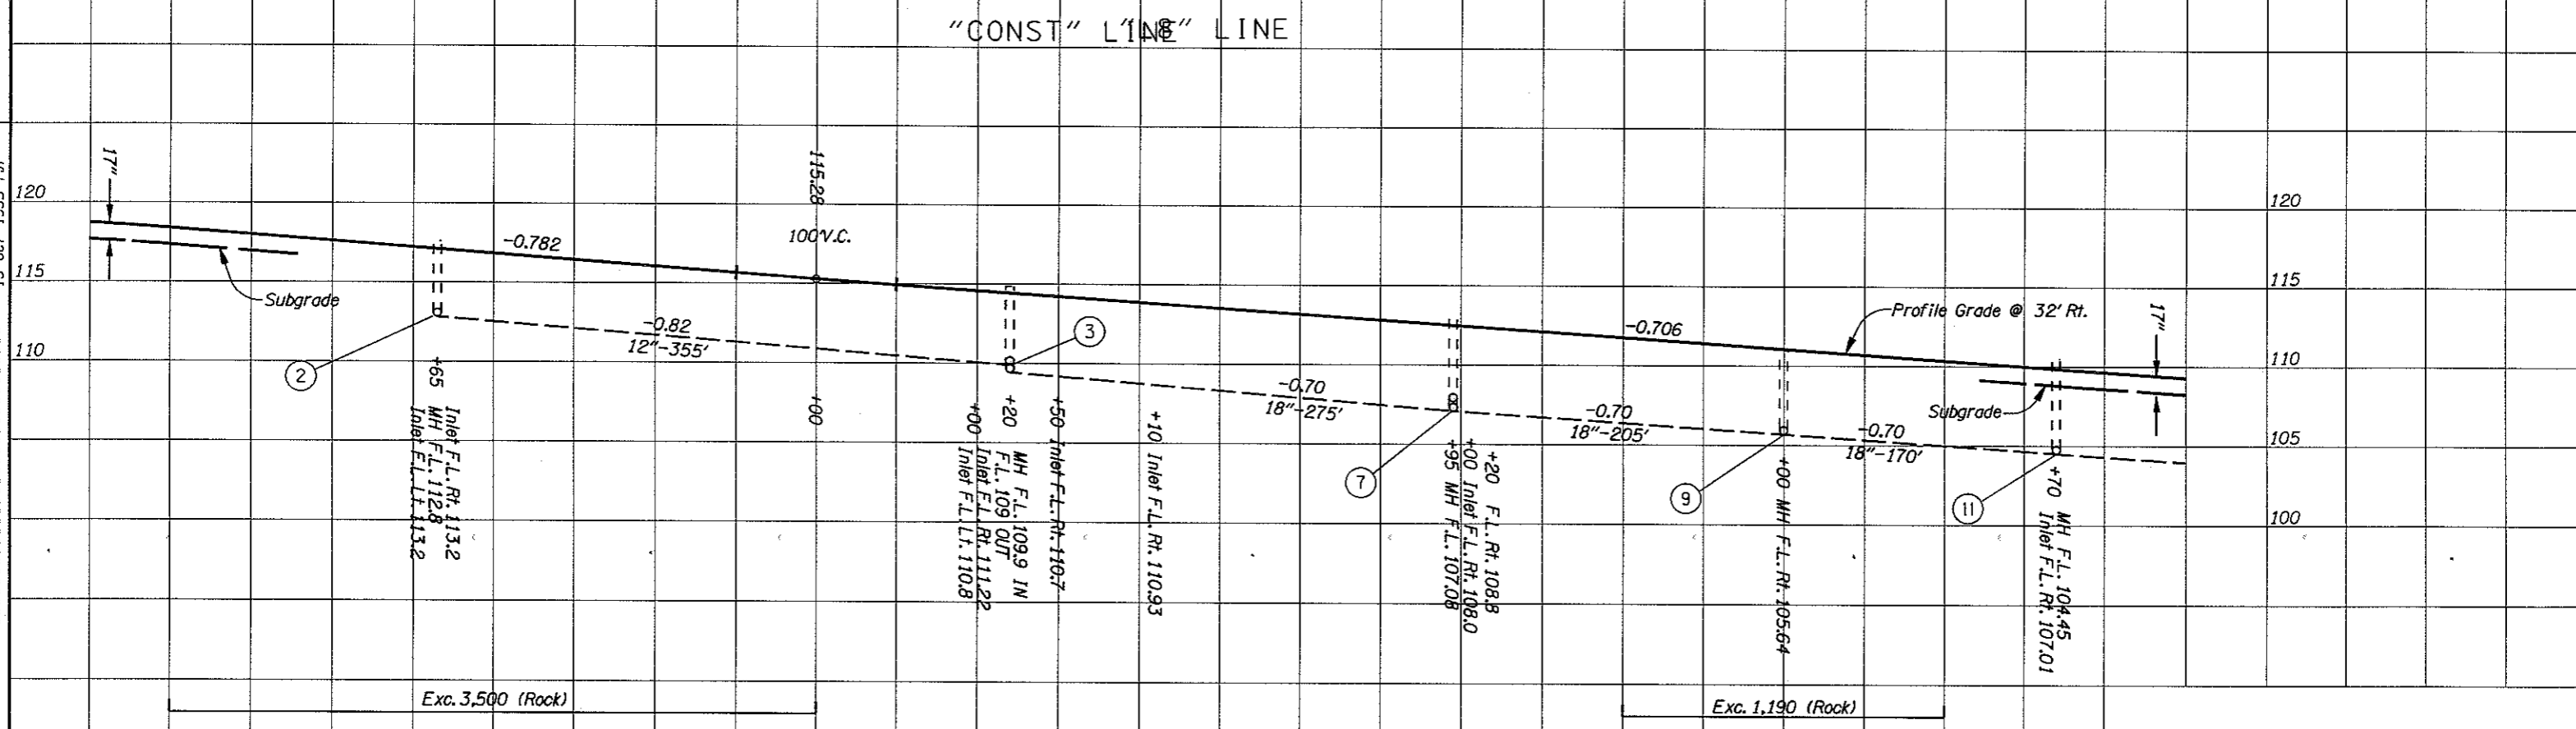 "CONST" LINE
LINE
17"
120
115.28
120
-0.782
100'V.C.
115
Subgrade
115
Profile Grade @ 32' Rt.
17"
-0.706
110
-0.82
12"-355'
3
110
2
+65
Inlet F.L. Rt. 113.2
MH F.L. 112.8
Inlet F.L. Lt. 113.2
+00
+20 MH F.L. 109.9 IN
F.L. 109 OUT
+00 Inlet F.L. Rt. 111.22
Inlet F.L. Lt. 110.8
+50 Inlet F.L. Rt. 110.7
+10 Inlet F.L. Rt. 110.93
-0.70
18"-275'
-0.70
18"-205'
Subgrade
-0.70
18"-170'
105
7
+20 F.L. Rt. 108.8
+00 Inlet F.L. Rt. 108.0
+95 MH F.L. 107.08
9
+00 MH F.L. Rt. 105.64
11
+70 MH F.L. 104.45
Inlet F.L. Rt. 107.01
100
Exc. 3,500 (Rock)
Exc. 1,190 (Rock)